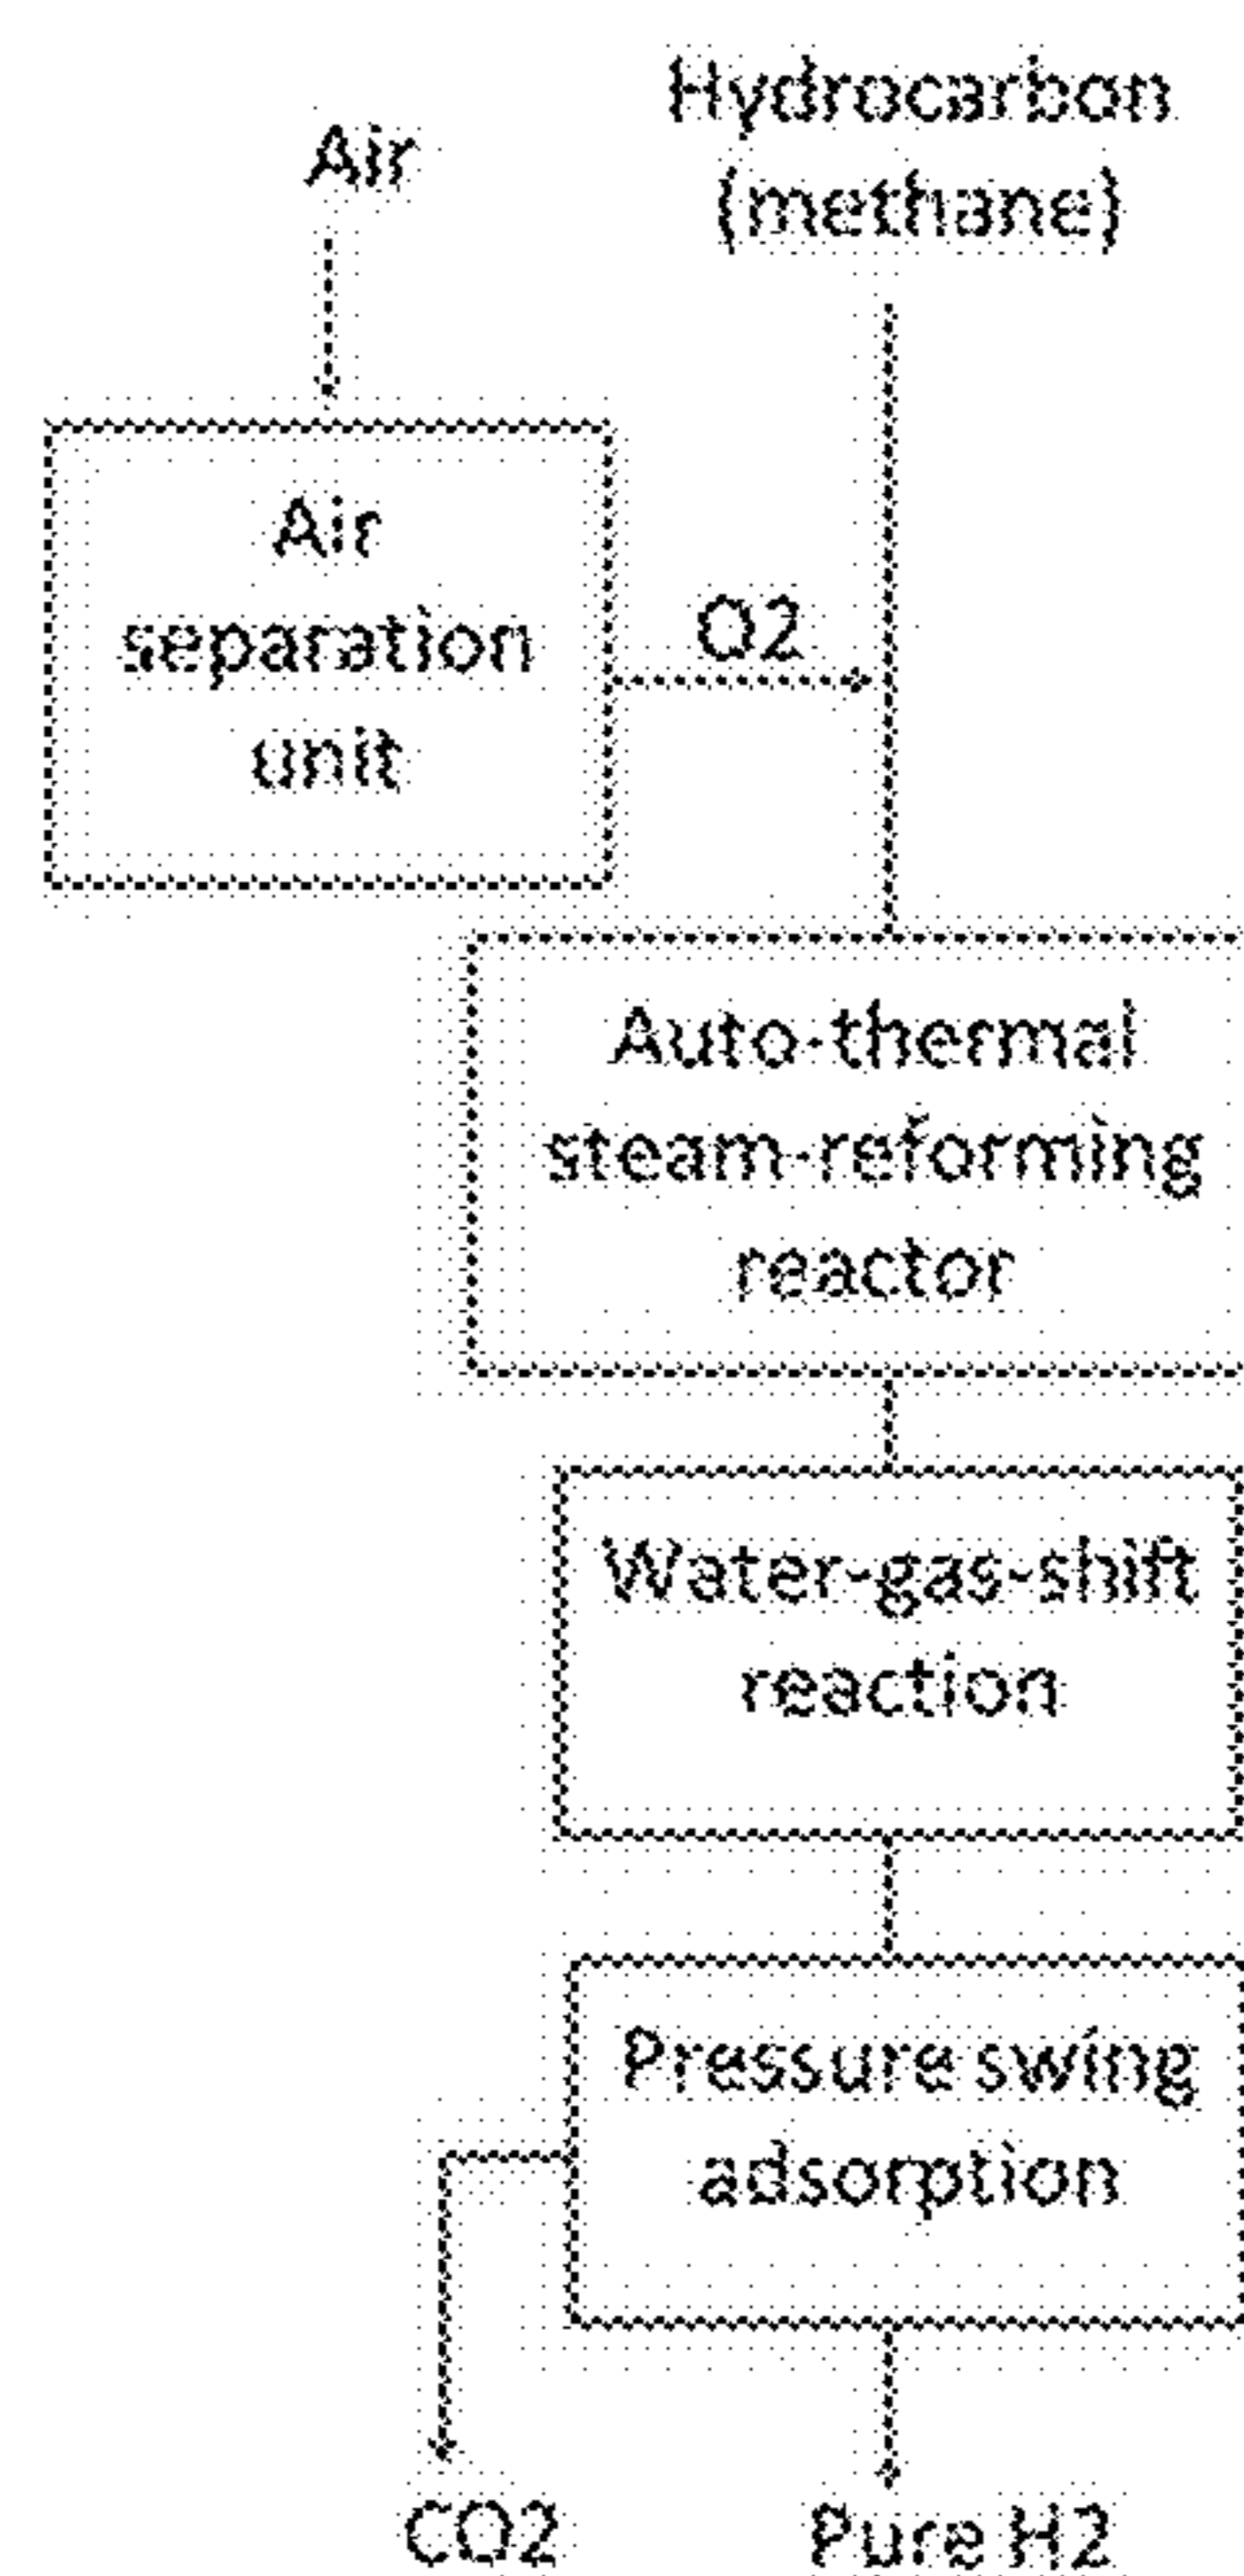 Hydrocarbon
(methane)
Air
Air
separation
unit
O2
Auto-thermal
steam-reforming
reactor
Water-gas-shift
reaction
Pressure swing
adsorption
CO2
Pure H2